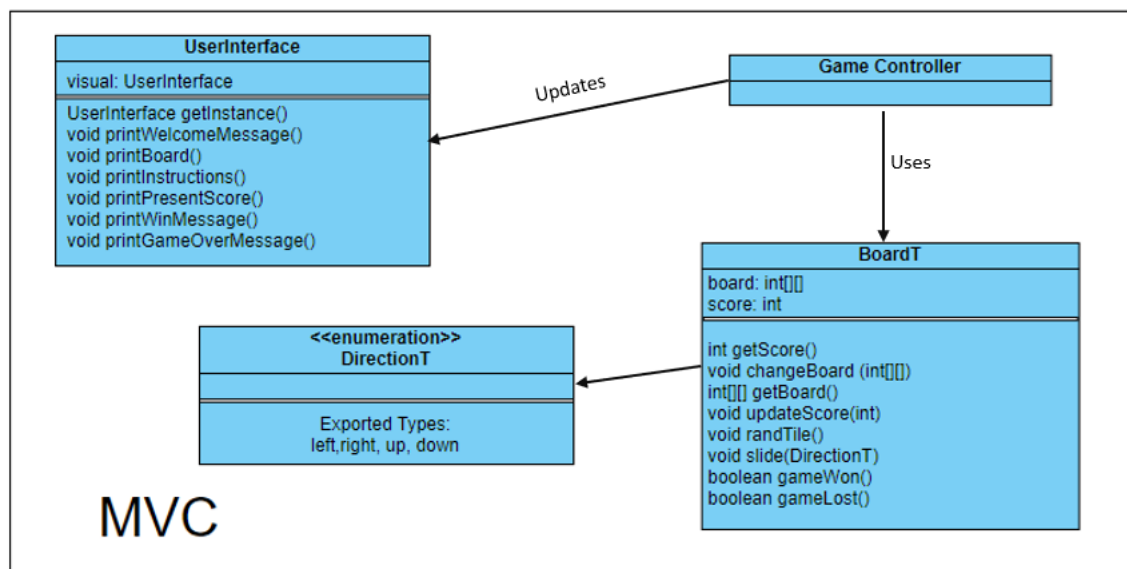 UserInterface
visual: UserInterface
UserInterface getInstance()
void printWelcomeMessage()
void printBoard()
void printInstructions()
void printPresentScore()
void printWinMessage()
void printGameOverMessage()
Updates
Game Controller
Uses
BoardT
board: int[][]
score: int
int getScore()
void changeBoard (int[][])
int[][] getBoard()
void updateScore(int)
void randTile()
void slide(DirectionT)
boolean gameWon()
boolean gameLost()
<<enumeration>>
DirectionT
Exported Types:
left,right, up, down
MVC